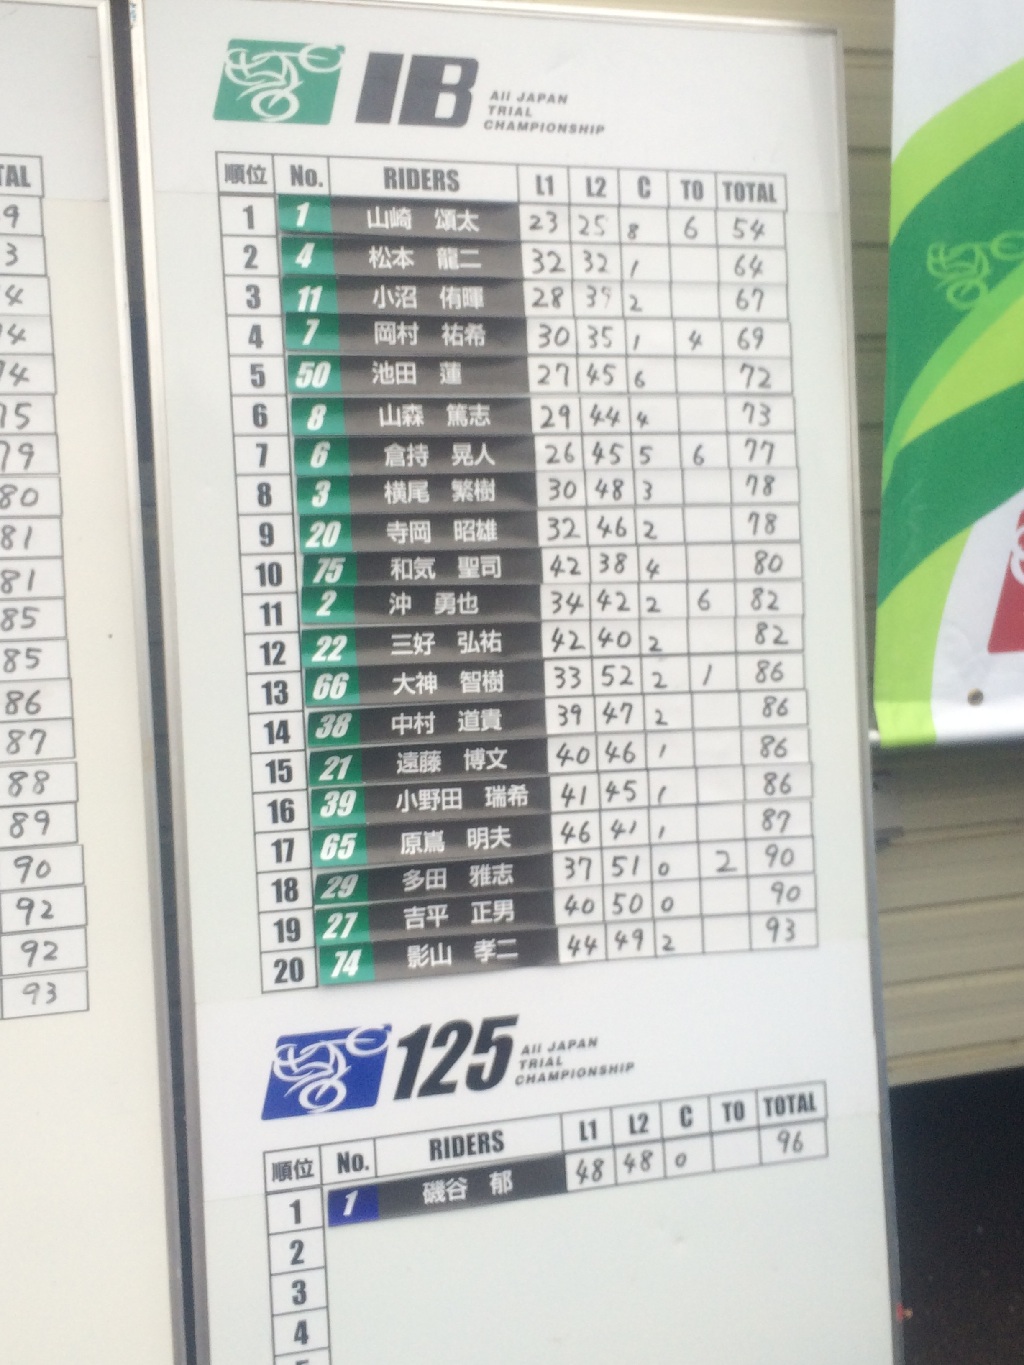 TAL
9
3
4
4
74
75
79
80
81
81
85
85
86
87
88
89
90
92
92
93
IB All JAPAN
TRIAL
CHAMPIONSHIP
順位 No. RIDERS L1 L2 C TO TOTAL
1 1 山崎 頌太 23 25 8 6 54
2 4 松本 龍二 32 32 1 64
3 11 小沼 侑暉 28 39 2 67
4 7 岡村 祐希 30 35 1 4 69
5 50 池田 蓮 27 45 6 72
6 8 山森 篤志 29 44 4 73
7 6 倉持 晃人 26 45 5 6 77
8 3 横尾 繁樹 30 48 3 78
9 20 寺岡 昭雄 32 46 2 78
10 75 和気 聖司 42 38 4 80
11 2 沖 勇也 34 42 2 6 82
12 22 三好 弘祐 42 40 2 82
13 66 大神 智樹 33 52 2 1 86
14 38 中村 道貴 39 47 2 86
15 21 遠藤 博文 40 46 1 86
16 39 小野田 瑞希 41 45 1 86
17 65 原嶌 明夫 46 41 1 87
18 29 多田 雅志 37 51 0 2 90
19 27 吉平 正男 40 50 0 90
20 74 影山 孝二 44 49 2 93
125 All JAPAN
TRIAL
CHAMPIONSHIP
順位 No. RIDERS L1 L2 C TO TOTAL
1 1 磯谷 郁 48 48 0 96
2
3
4